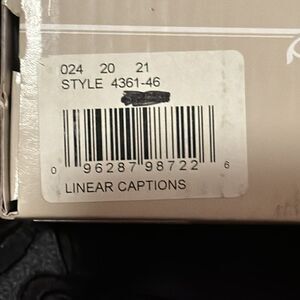 024 20 21
STYLE 4361-46
0 96287 98722 6
LINEAR CAPTIONS